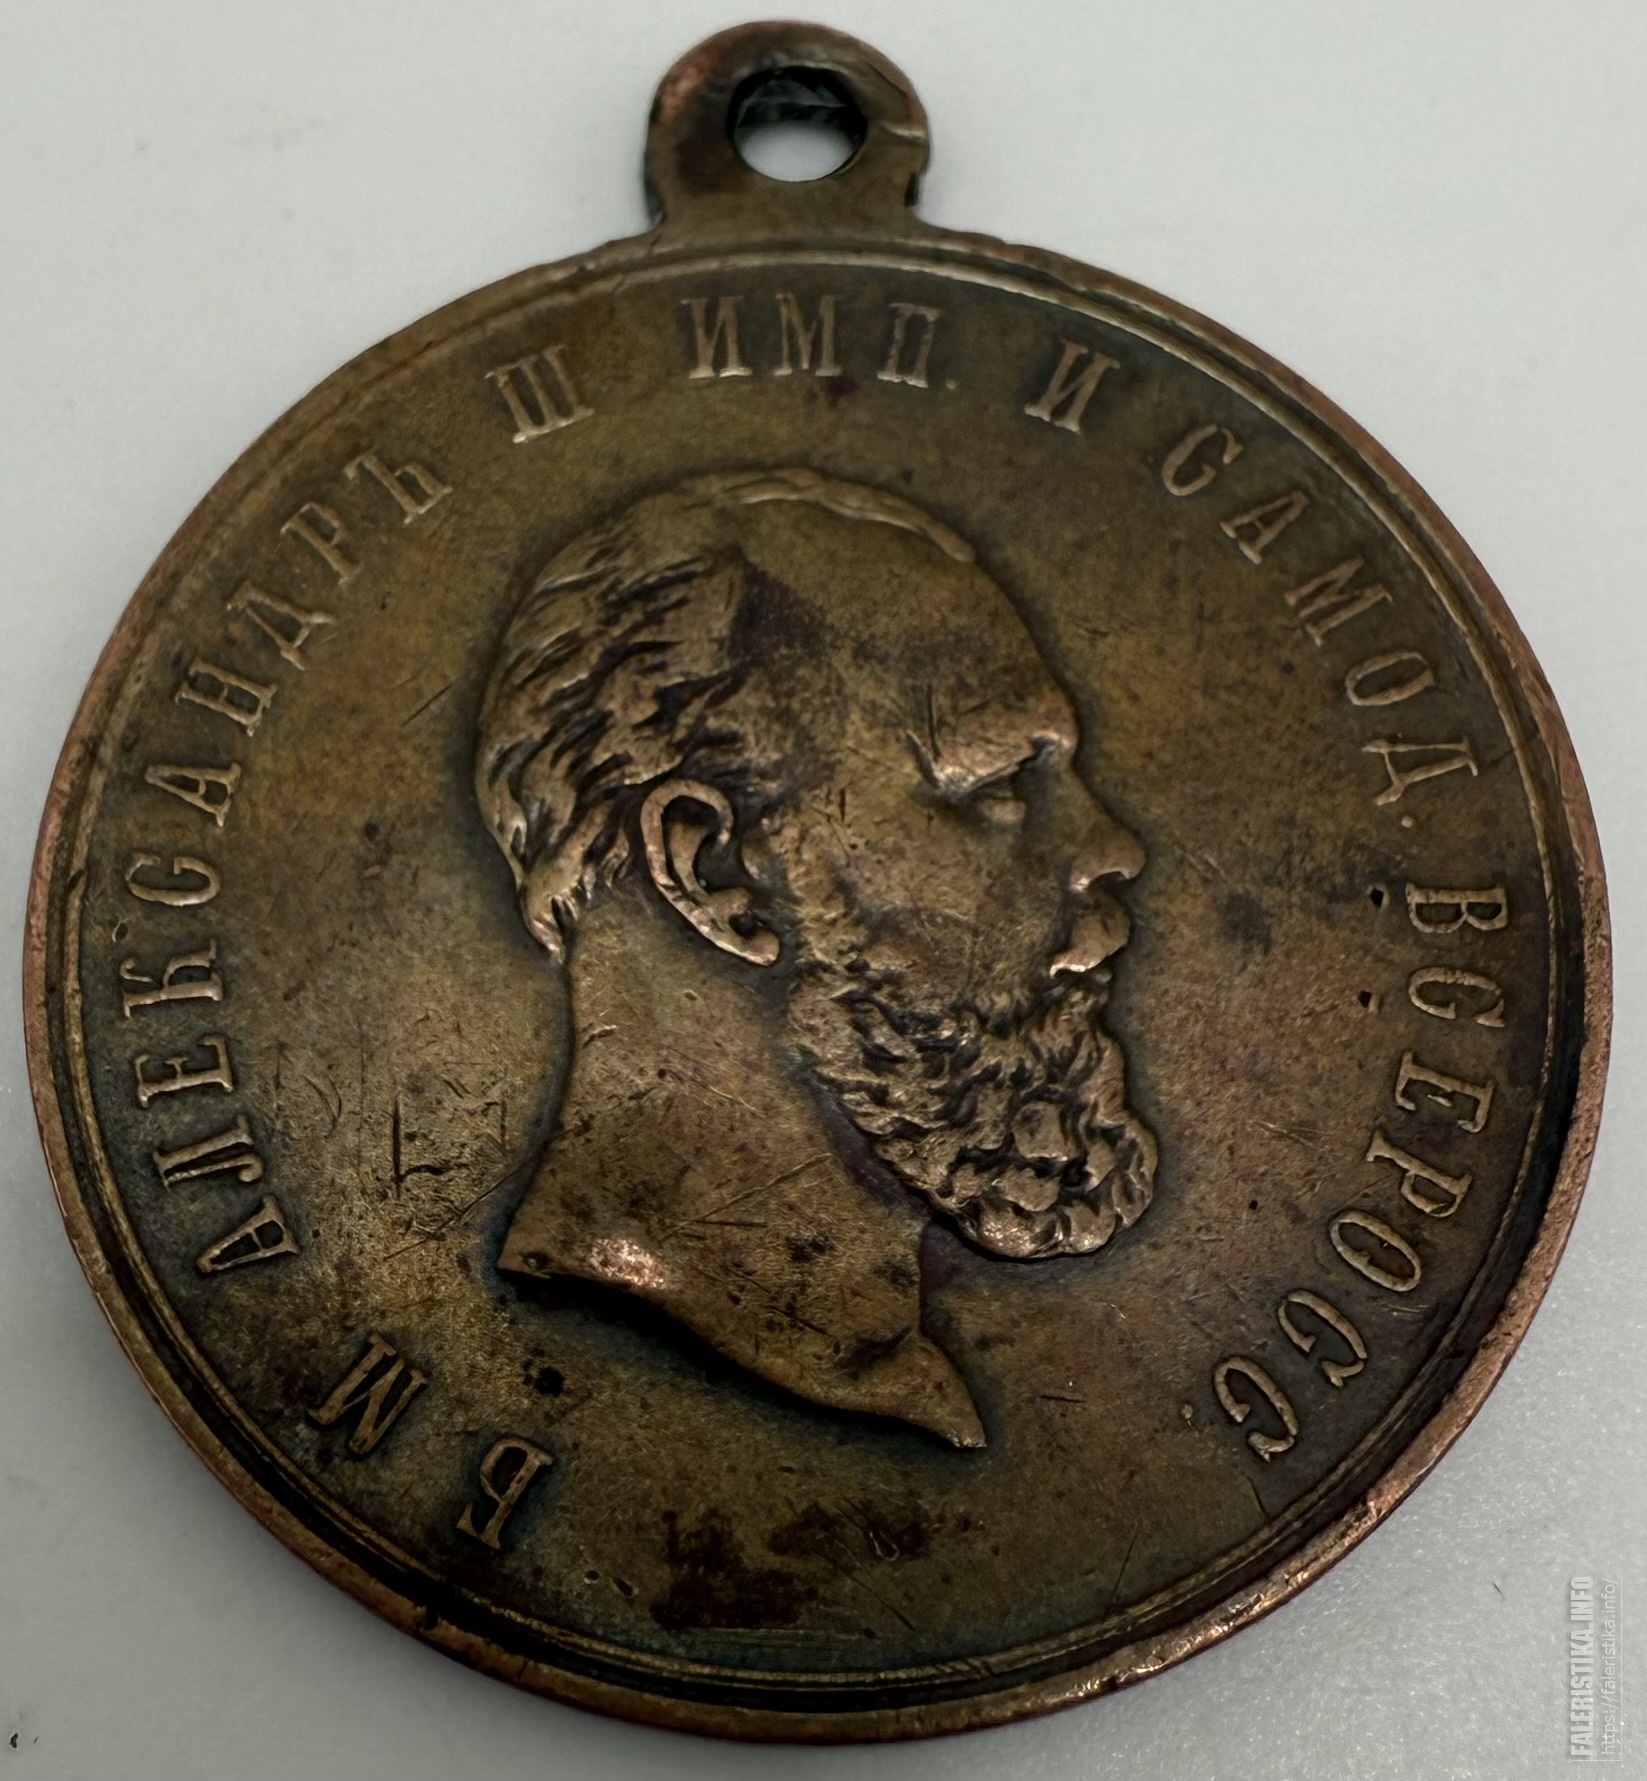 Б М АЛЕКСАНДРЪ III ИМП. И САМОД. ВСЕРОСС.
FALERISTIKA.INFO
https://faleristika.info/